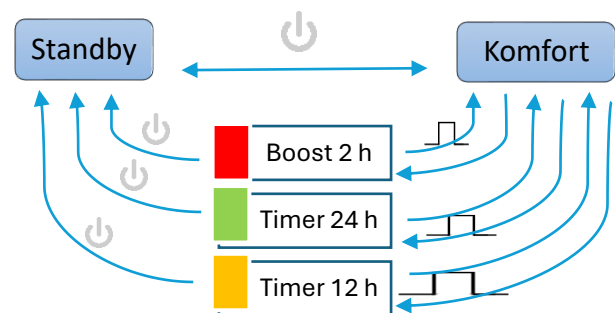 Standby
Komfort
Boost 2 h
Timer 24 h
Timer 12 h